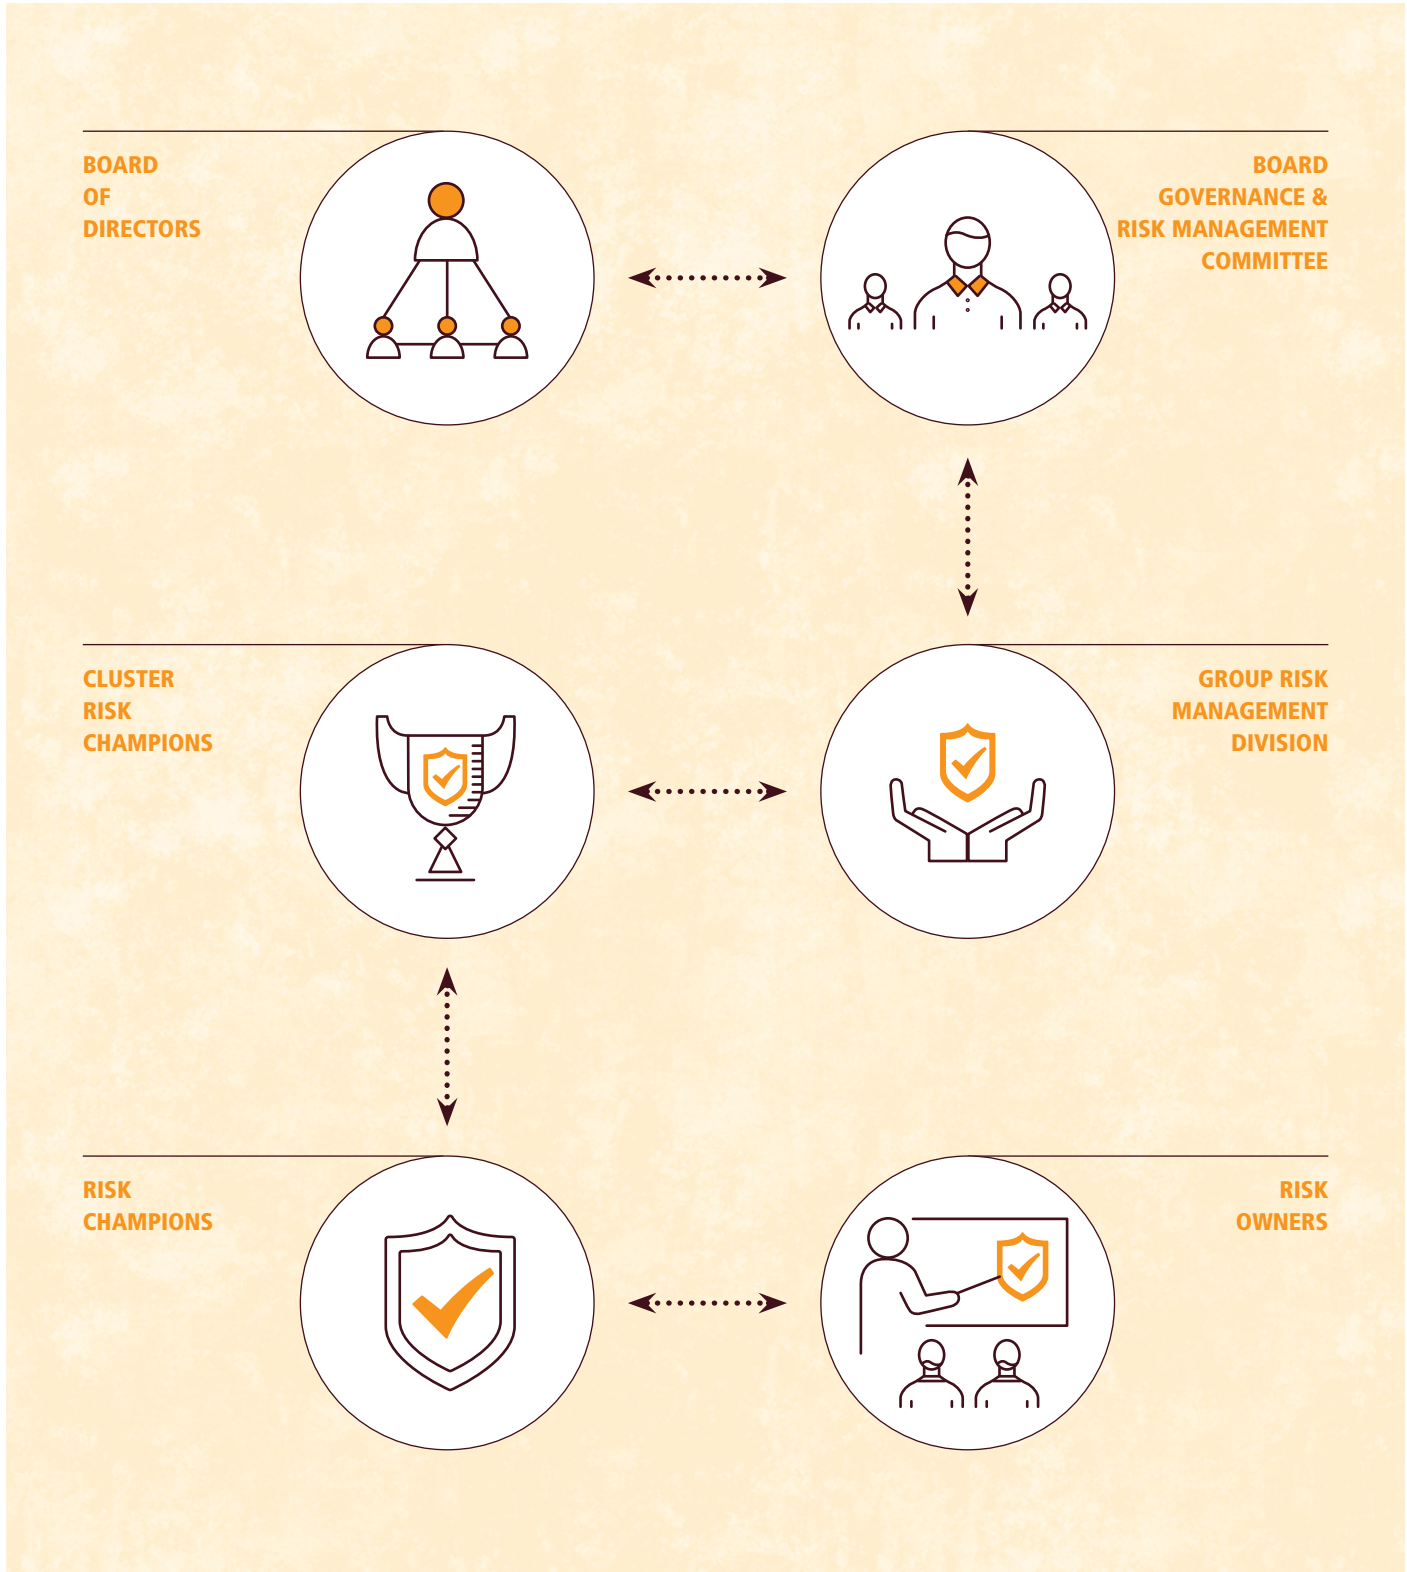 BOARD
OF
DIRECTORS
BOARD
GOVERNANCE &
RISK MANAGEMENT
COMMITTEE
CLUSTER
RISK
CHAMPIONS
GROUP RISK
MANAGEMENT
DIVISION
RISK
CHAMPIONS
RISK
OWNERS